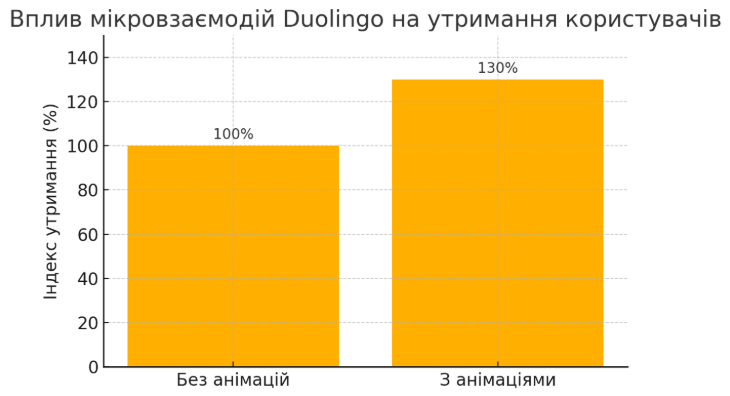 Вплив мікровзаємодій Duolingo на утримання користувачів
Індекс утримання (%)
140
120
100
80
60
40
20
0
100%
130%
Без анімацій
З анімаціями